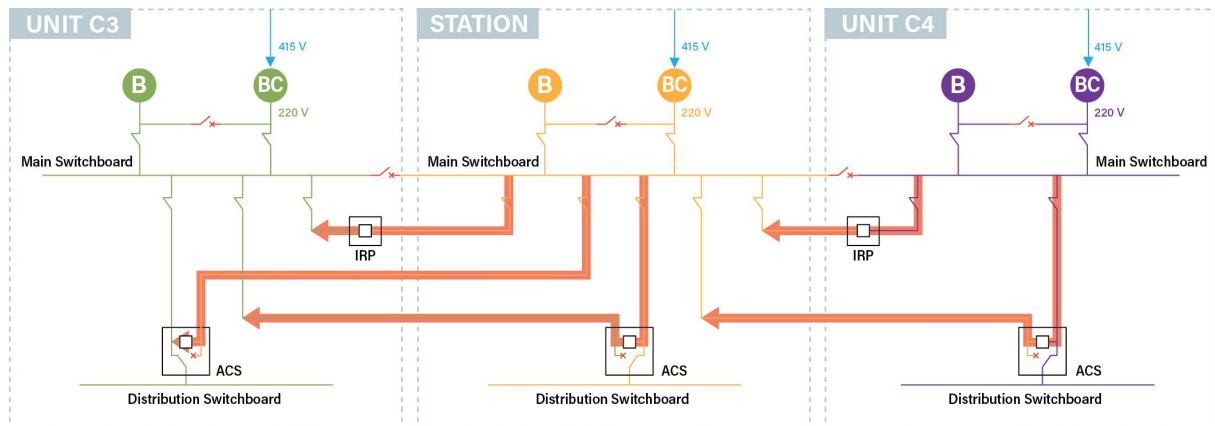 UNIT C3
STATION
UNIT C4
415 V
415 V
415 V
B
BC
B
BC
B
BC
220 V
220 V
220 V
Main Switchboard
Main Switchboard
Main Switchboard
IRP
IRP
ACS
ACS
ACS
Distribution Switchboard
Distribution Switchboard
Distribution Switchboard